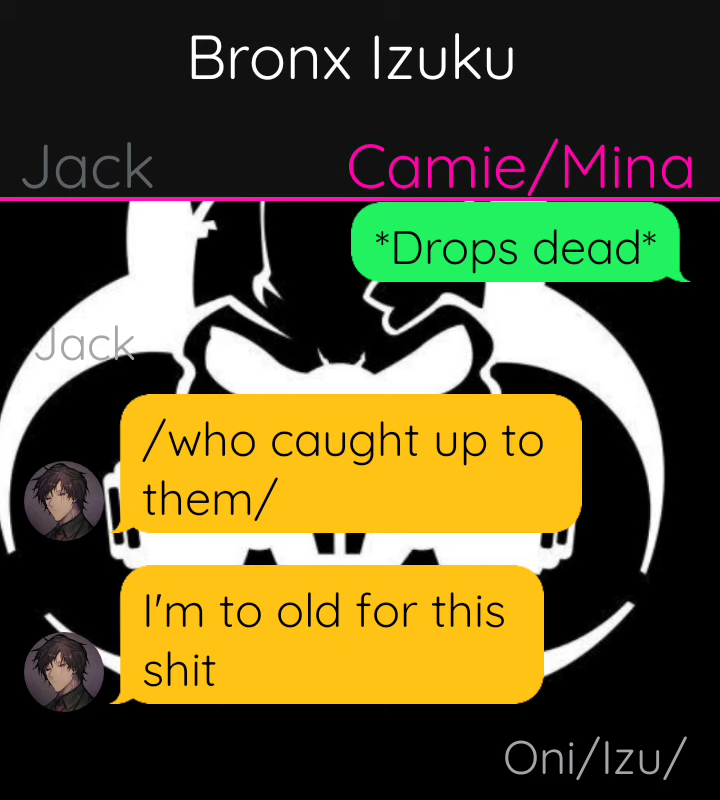 Bronx Izuku
Jack Camie/Mina
*Drops dead*
Jack
/who caught up to
them/
I'm to old for this
shit
Oni/Izu/